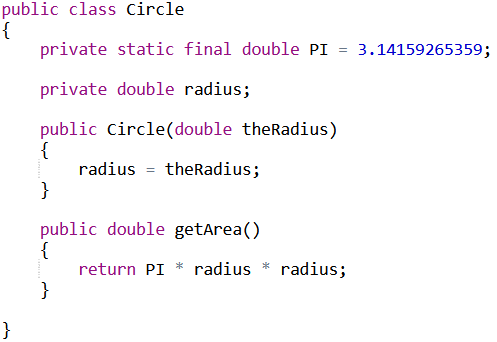 public class Circle
{
    private static final double PI = 3.14159265359;

    private double radius;

    public Circle(double theRadius)
    {
        radius = theRadius;
    }

    public double getArea()
    {
        return PI * radius * radius;
    }

}